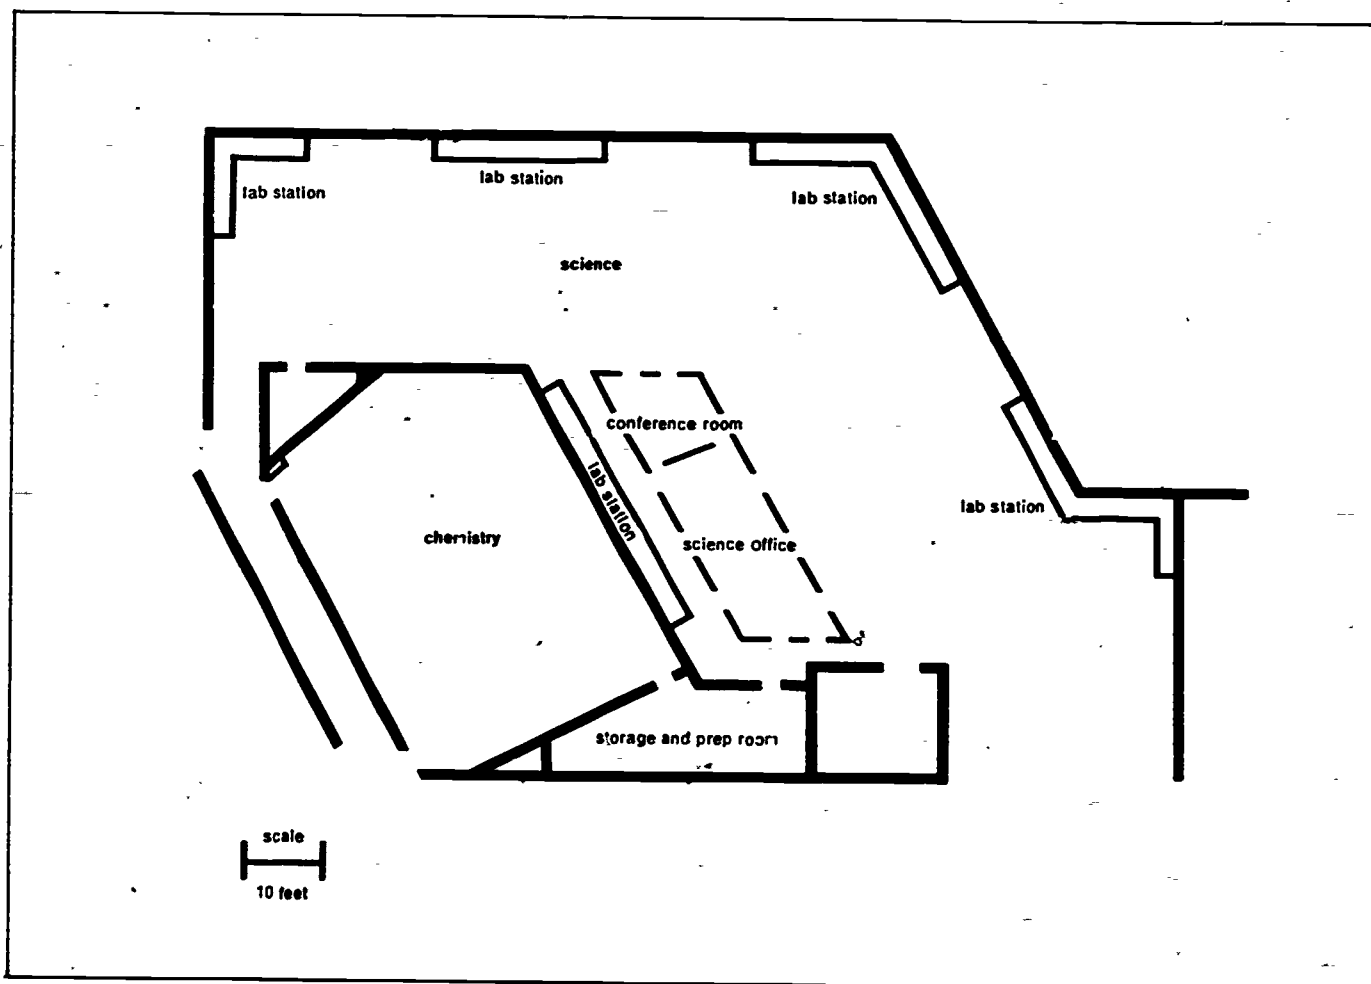 lab station
lab station
lab station
science
conference room
lab station
lab station
science office
chemistry
storage and prep room
scale
10 feet